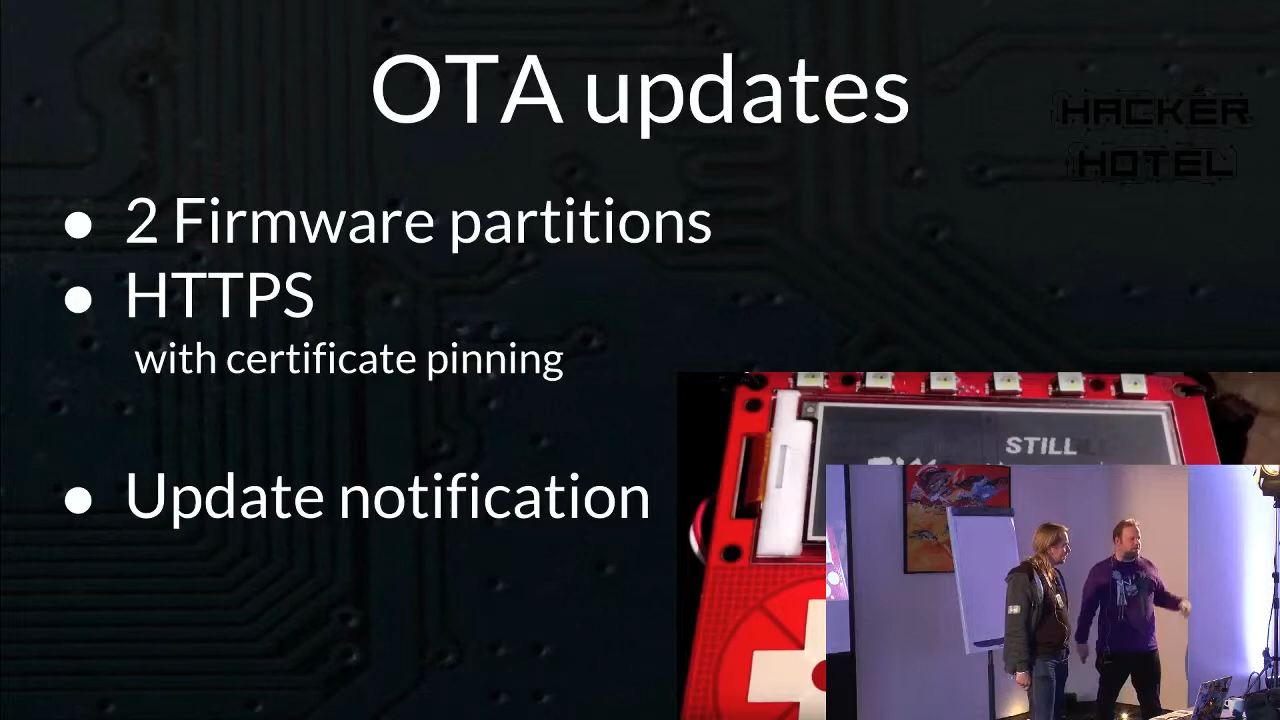 OTA updates
HACKER
HOTEL
● 2 Firmware partitions
● HTTPS
with certificate pinning
STILL
● Update notification